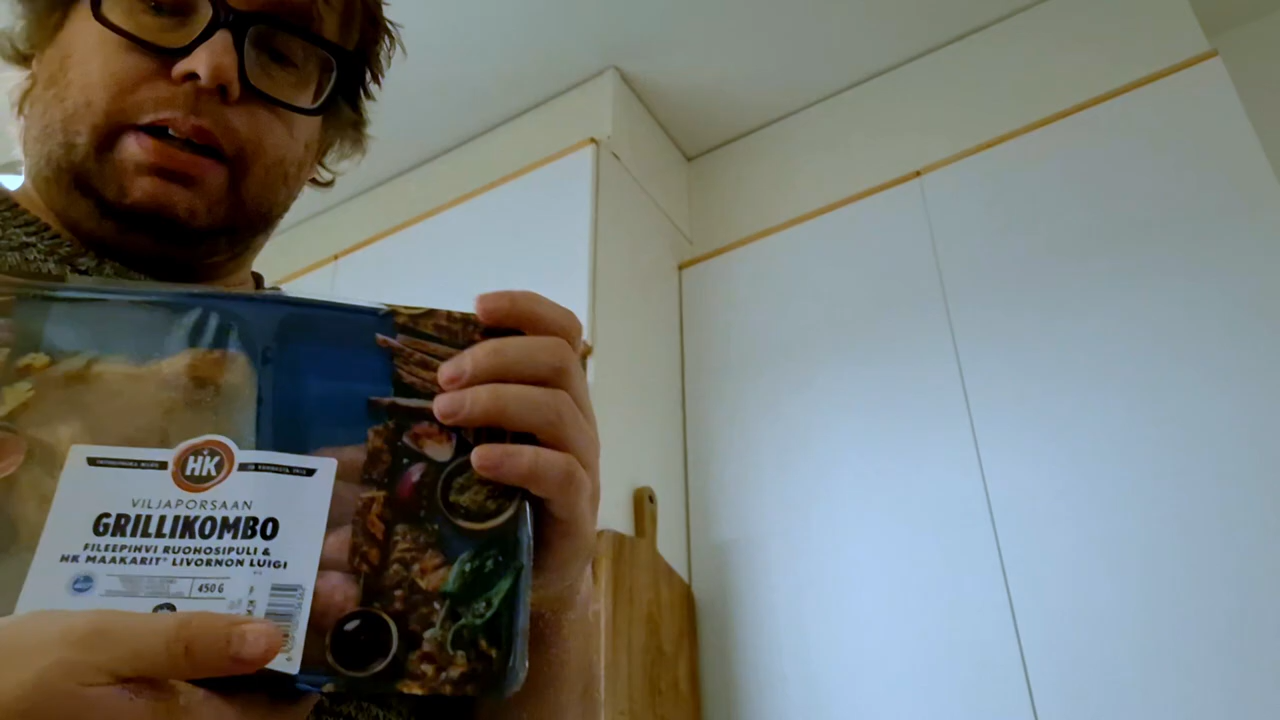 HK
VILJAPORSAAN
GRILLIKOMBO
FILEEPIHVI RUOHOSIPULI &
HK MAAKARIT® LIVORNON LUIGI
450 G